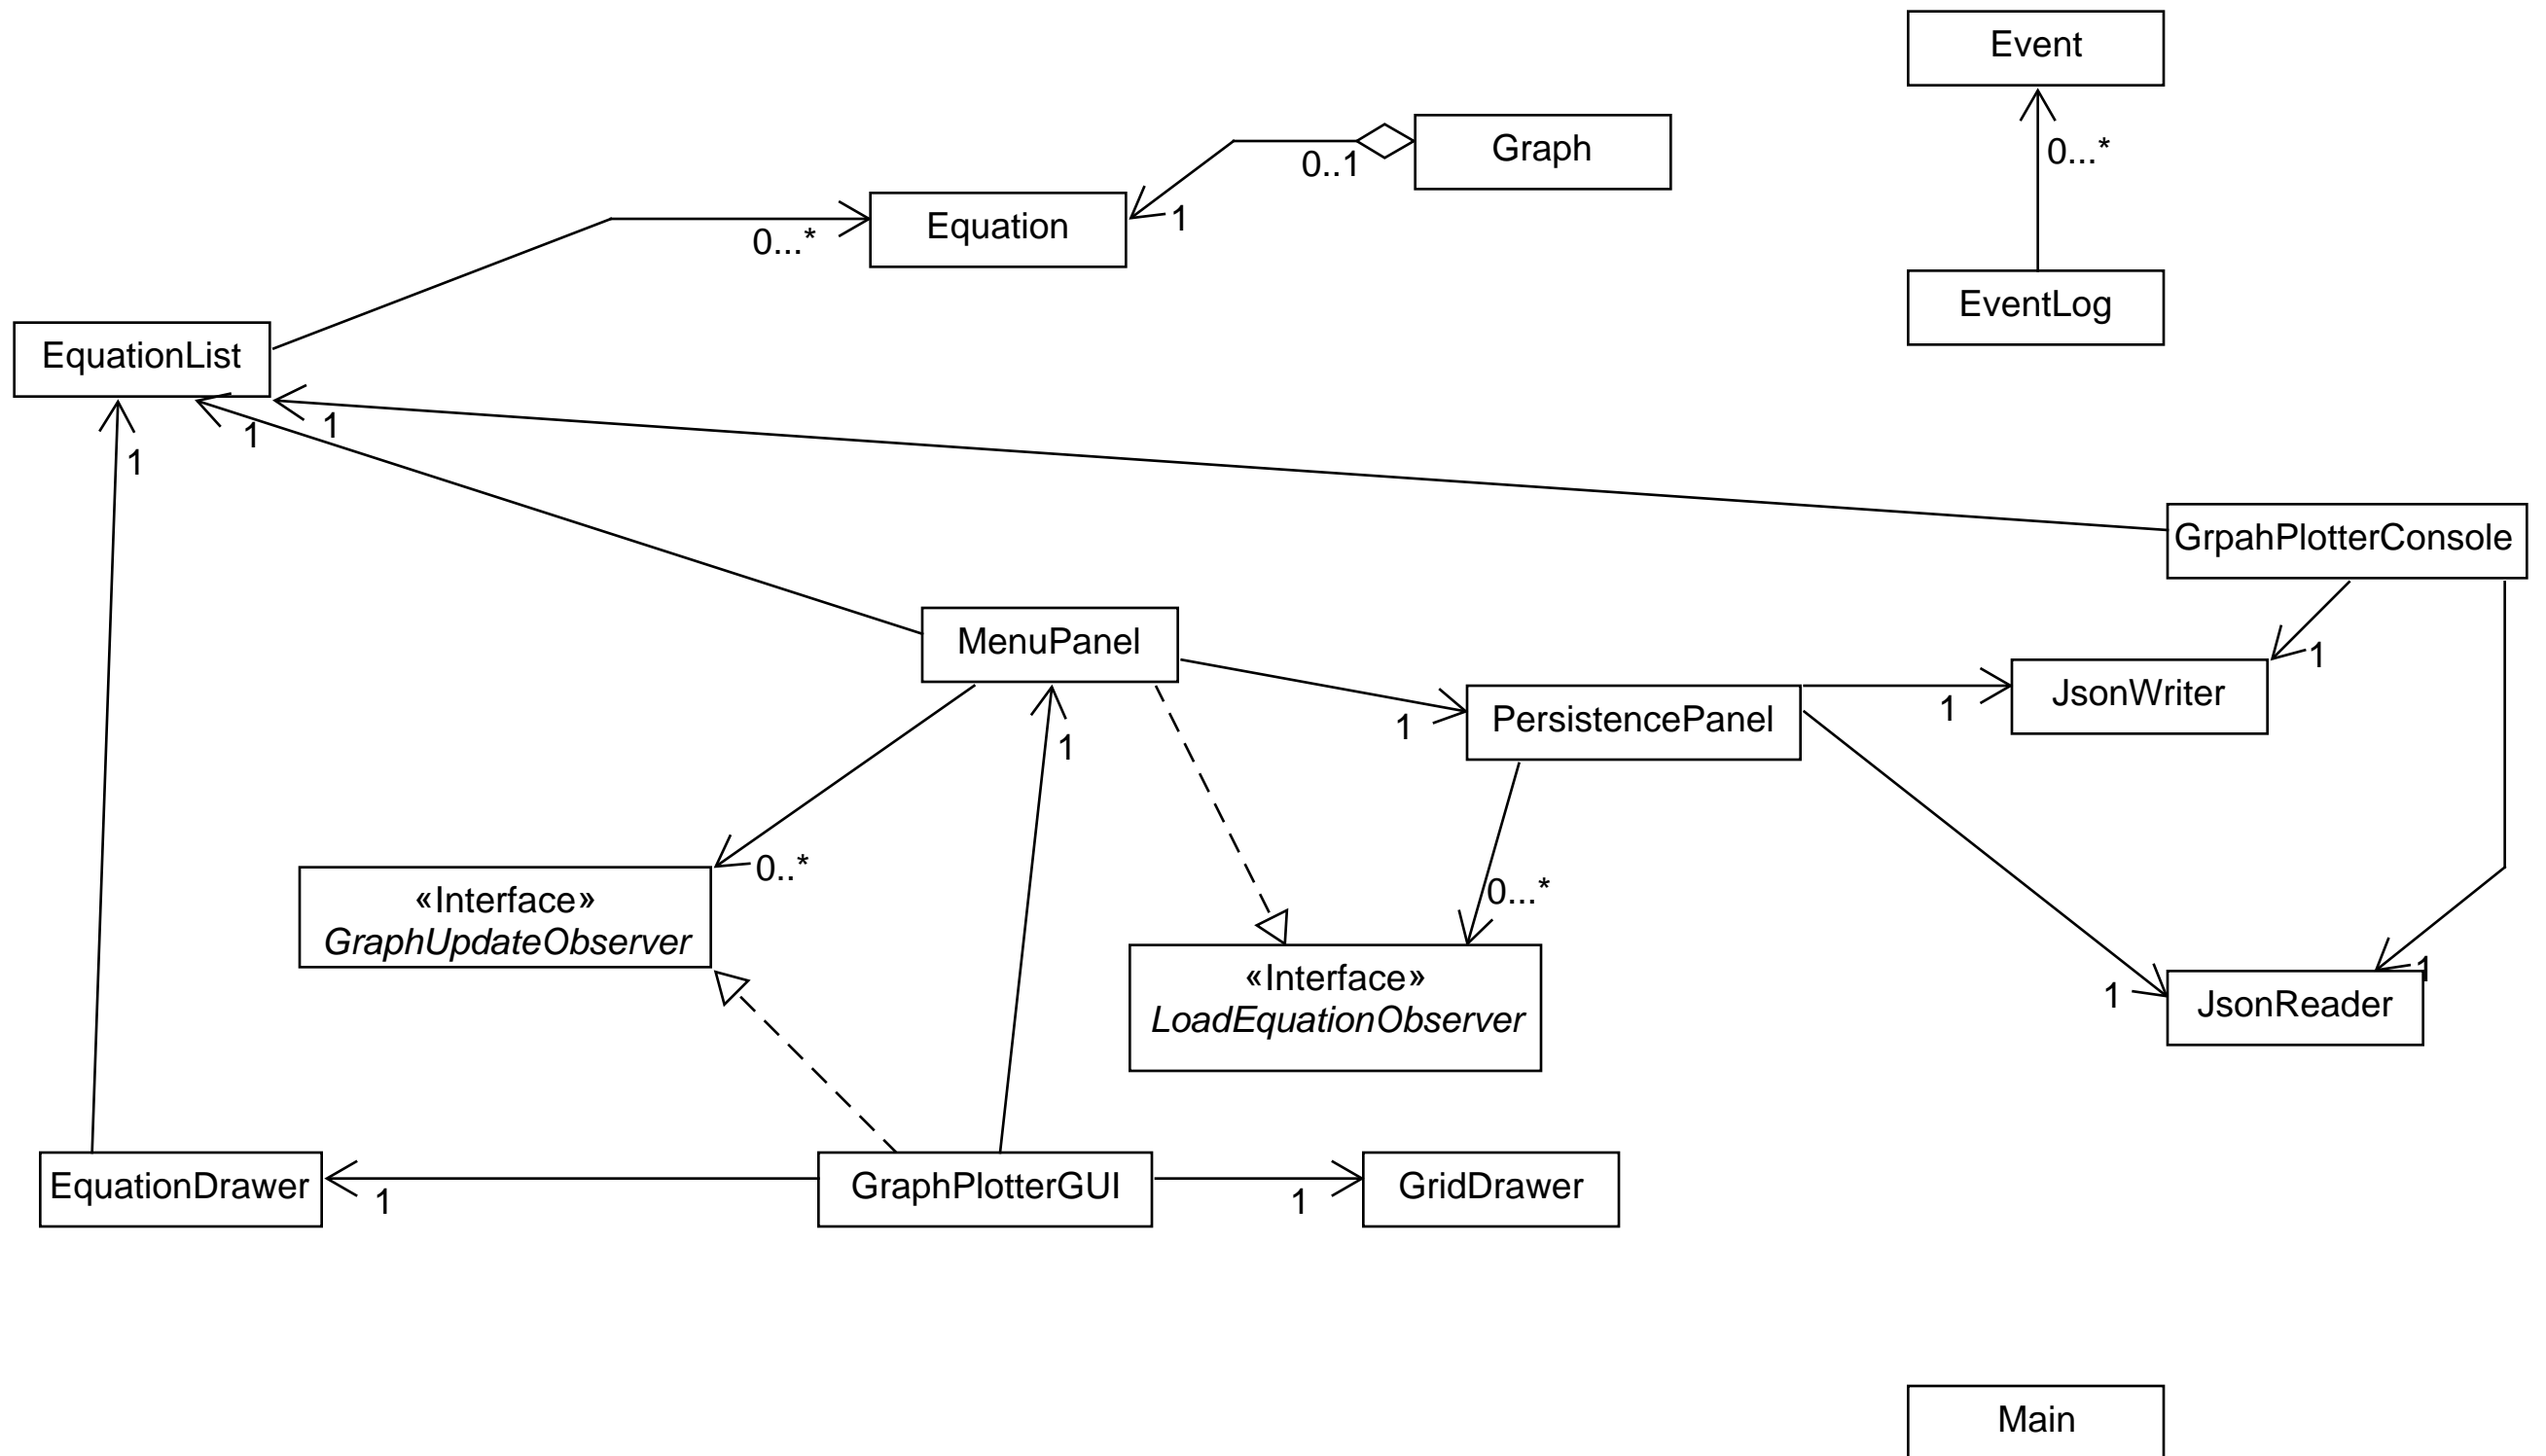 Event
Graph
0..1
0...*
Equation
1
0...*
EventLog
EquationList
1
1
1
GrpahPlotterConsole
MenuPanel
1
JsonWriter
1
PersistencePanel
1
1
0..*
0...*
«Interface»
GraphUpdateObserver
«Interface»
LoadEquationObserver
1
1
JsonReader
EquationDrawer
1
GraphPlotterGUI
1
GridDrawer
Main